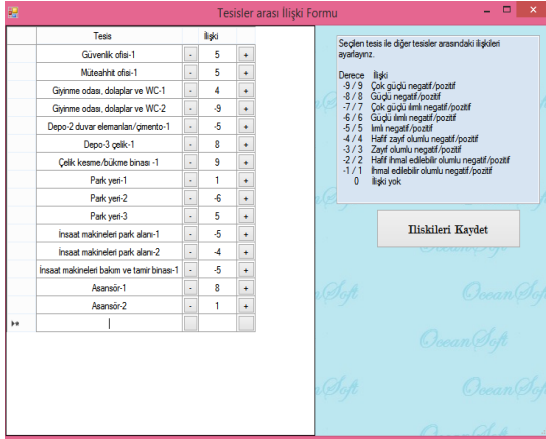 Tesisler arası İlişki Formu
Tesis İlişki
Güvenlik ofisi-1 - 5 +
Müteahhit ofisi-1 - 5 +
Giyinme odası, dolaplar ve WC-1 - 4 +
Giyinme odası, dolaplar ve WC-2 - -9 +
Depo-2 duvar elemanları/çimento-1 - -5 +
Depo-3 çelik-1 - 8 +
Çelik kesme/bükme binası -1 - 9 +
Park yeri-1 - 1 +
Park yeri-2 - -6 +
Park yeri-3 - 5 +
İnsaat makineleri park alanı-1 - -5 +
İnsaat makineleri park alanı-2 - -4 +
İnsaat makineleri bakım ve tamir binası-1 - -5 +
Asansör-1 - 8 +
Asansör-2 - 1 +
Seçilen tesis ile diğer tesisler arasındaki ilişkileri
ayarlayınız.
Derece İlişki
-9 / 9 Çok güçlü negatif/pozitif
-8 / 8 Güçlü negatif/pozitif
-7 / 7 Çok güçlü ılımlı negatif/pozitif
-6 / 6 Güçlü ılımlı negatif/pozitif
-5 / 5 Ilımlı negatif/pozitif
-4 / 4 Hafif zayıf olumlu negatif/pozitif
-3 / 3 Zayıf olumlu negatif/pozitif
-2 / 2 Hafif ihmal edilebilir olumlu negatif/pozitif
-1 / 1 İhmal edilebilir olumlu negatif/pozitif
0 İlişki yok
Iliskileri Kaydet
OceanSoft
OceanSoft
OceanSoft